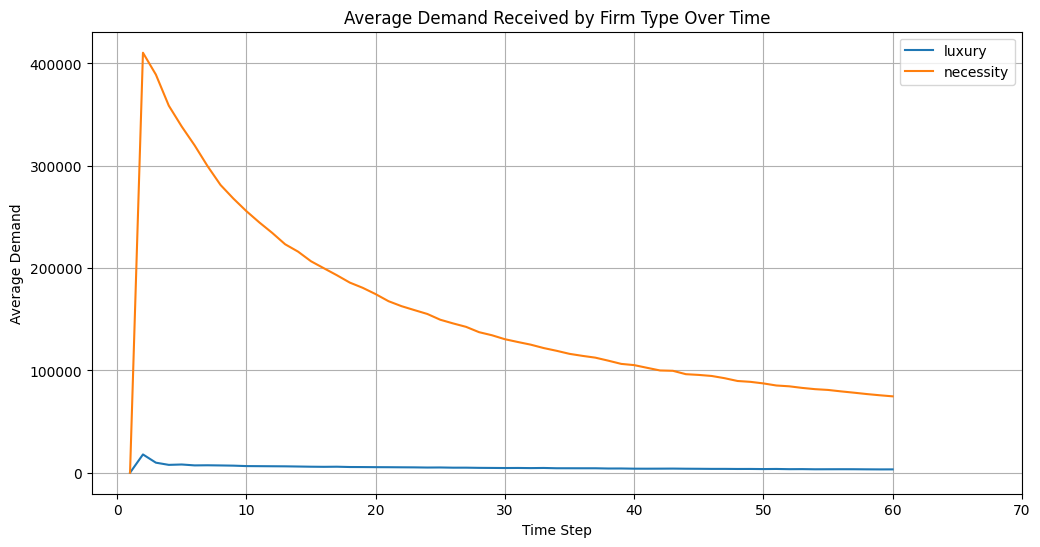 Average Demand Received by Firm Type Over Time
luxury
necessity
400000
300000
200000
100000
0
Average Demand
0 10 20 30 40 50 60 70
Time Step